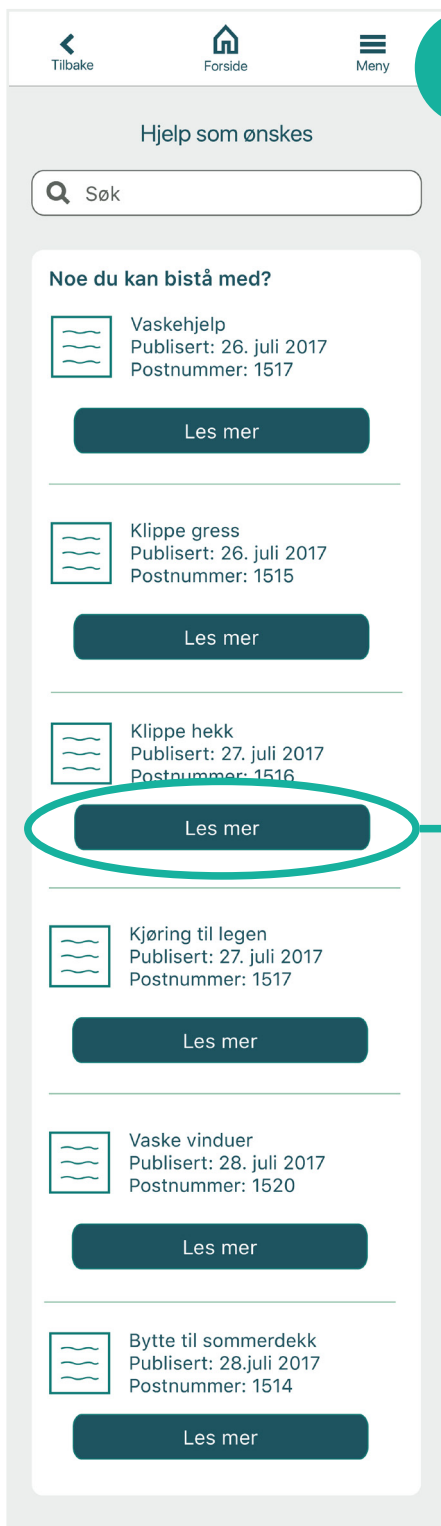 Tilbake
Forside
Meny
Hjelp som ønskes
Søk
Noe du kan bistå med?
Vaskehjelp
Publisert: 26. juli 2017
Postnummer: 1517
Les mer
Klippe gress
Publisert: 26. juli 2017
Postnummer: 1515
Les mer
Klippe hekk
Publisert: 27. juli 2017
Postnummer: 1516
Les mer
Kjøring til legen
Publisert: 27. juli 2017
Postnummer: 1517
Les mer
Vaske vinduer
Publisert: 28. juli 2017
Postnummer: 1520
Les mer
Bytte til sommerdekk
Publisert: 28.juli 2017
Postnummer: 1514
Les mer